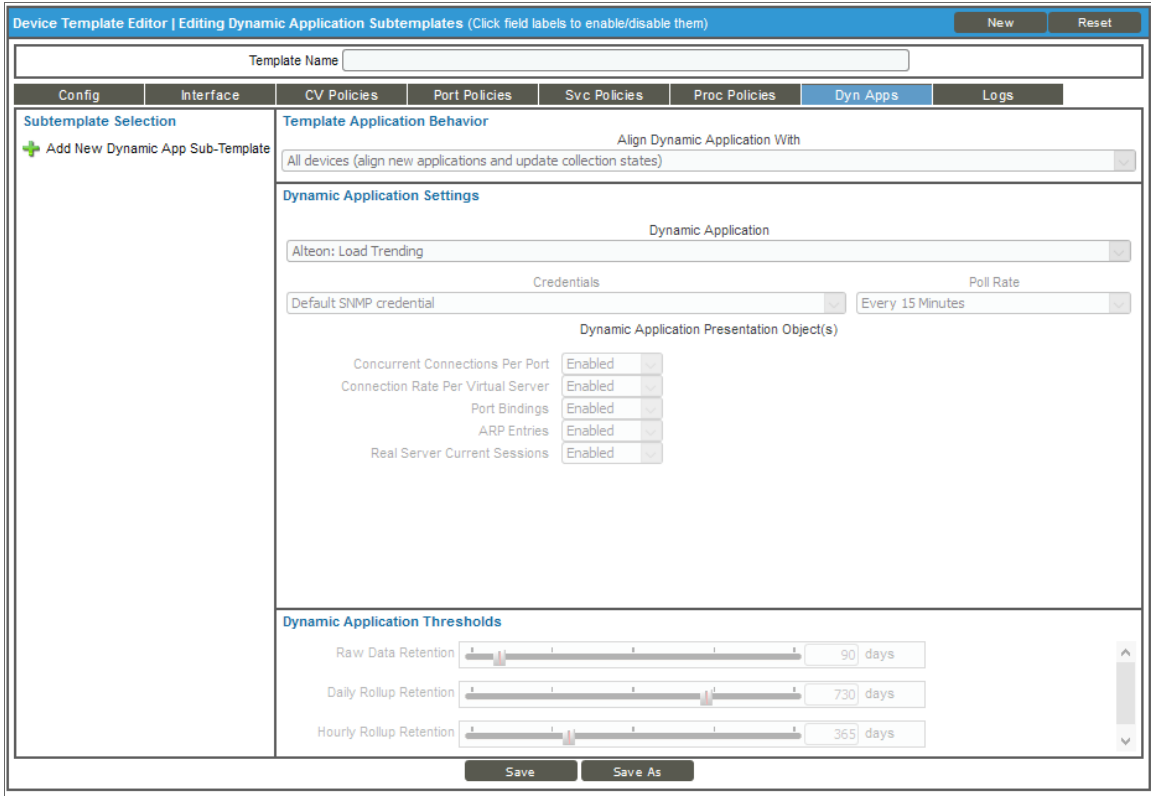 Device Template Editor | Editing Dynamic Application Subtemplates (Click field labels to enable/disable them) New Reset
Template Name
Config Interface CV Policies Port Policies Svc Policies Proc Policies Dyn Apps Logs
Subtemplate Selection
Add New Dynamic App Sub-Template
Template Application Behavior
Align Dynamic Application With
All devices (align new applications and update collection states)
Dynamic Application Settings
Dynamic Application
Alteon: Load Trending
Credentials Poll Rate
Default SNMP credential Every 15 Minutes
Dynamic Application Presentation Object(s)
Concurrent Connections Per Port Enabled
Connection Rate Per Virtual Server Enabled
Port Bindings Enabled
ARP Entries Enabled
Real Server Current Sessions Enabled
Dynamic Application Thresholds
Raw Data Retention 90 days
Daily Rollup Retention 730 days
Hourly Rollup Retention 365 days
Save Save As